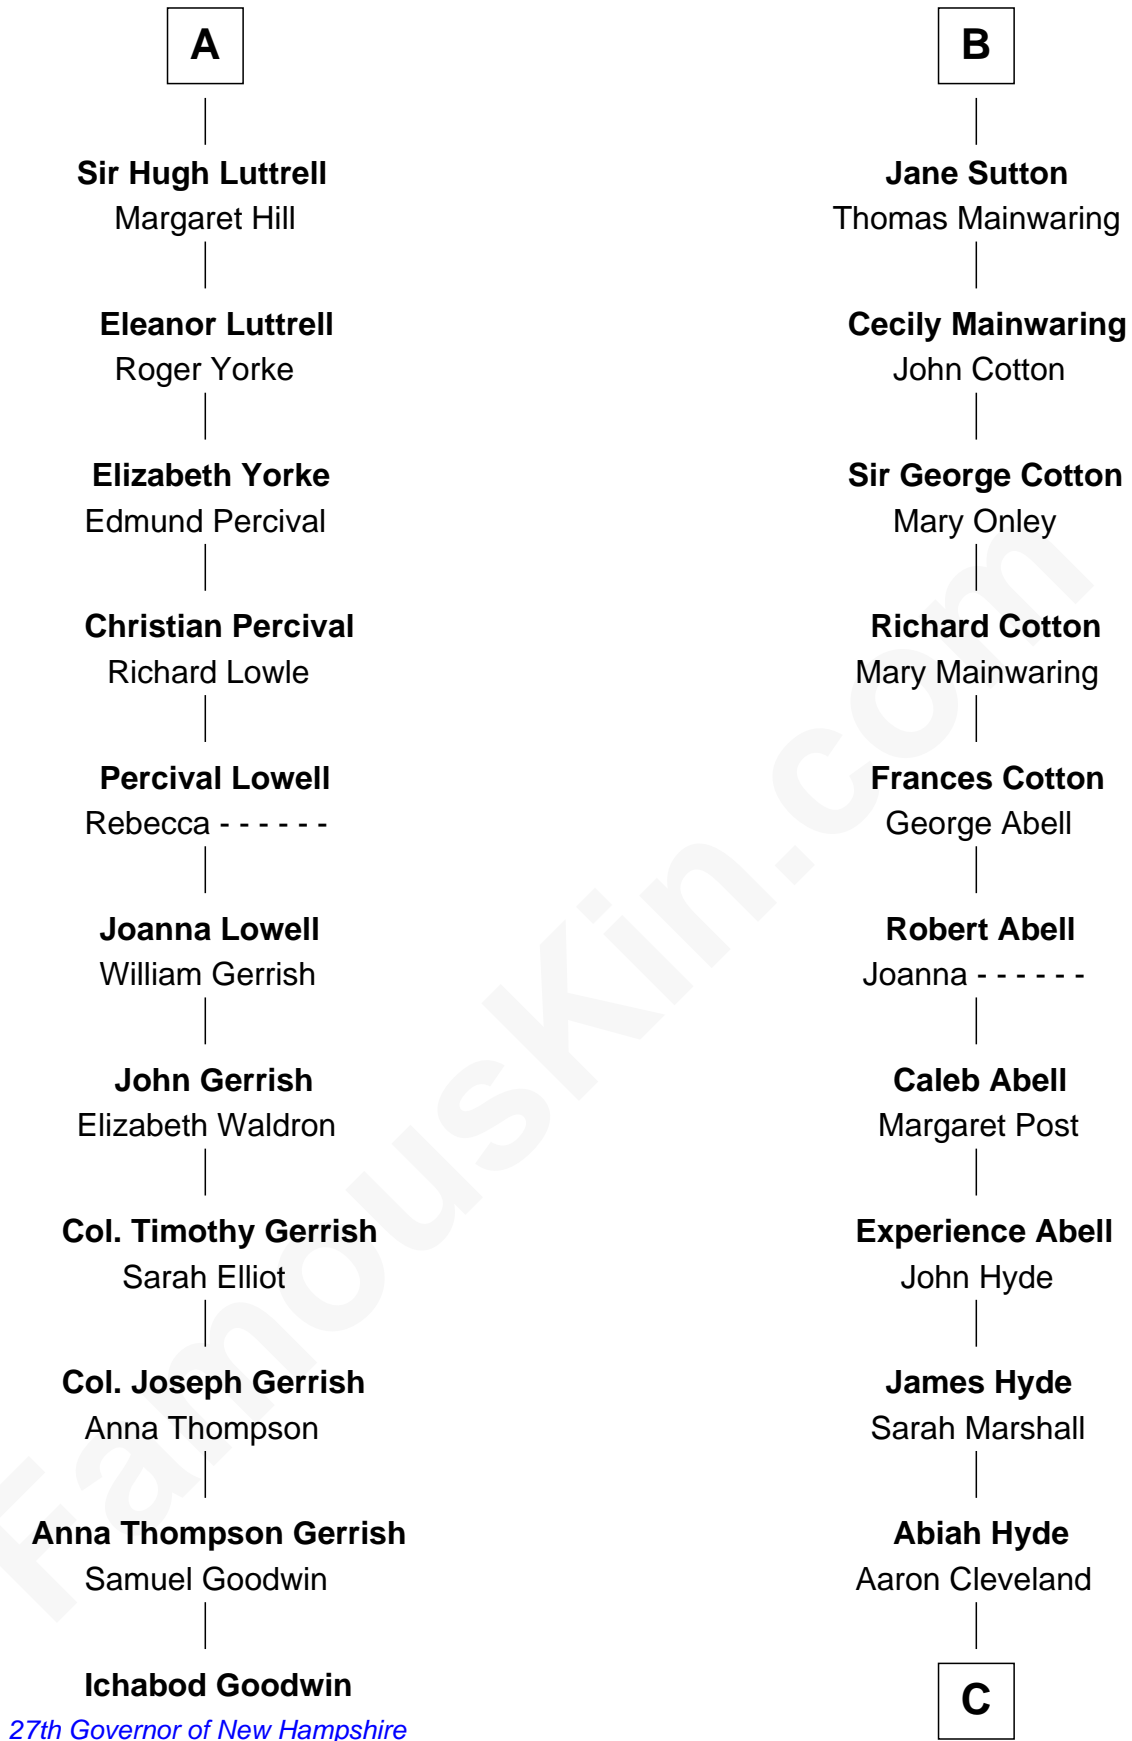 A
Sir Hugh Luttrell
Margaret Hill
Eleanor Luttrell
Roger Yorke
Elizabeth Yorke
Edmund Percival
Christian Percival
Richard Lowle
Percival Lowell
Rebecca - - - - - -
Joanna Lowell
William Gerrish
John Gerrish
Elizabeth Waldron
Col. Timothy Gerrish
Sarah Elliot
Col. Joseph Gerrish
Anna Thompson
Anna Thompson Gerrish
Samuel Goodwin
Ichabod Goodwin
27th Governor of New Hampshire
B
Jane Sutton
Thomas Mainwaring
Cecily Mainwaring
John Cotton
Sir George Cotton
Mary Onley
Richard Cotton
Mary Mainwaring
Frances Cotton
George Abell
Robert Abell
Joanna - - - - - -
Caleb Abell
Margaret Post
Experience Abell
John Hyde
James Hyde
Sarah Marshall
Abiah Hyde
Aaron Cleveland
C
FamousKin.com